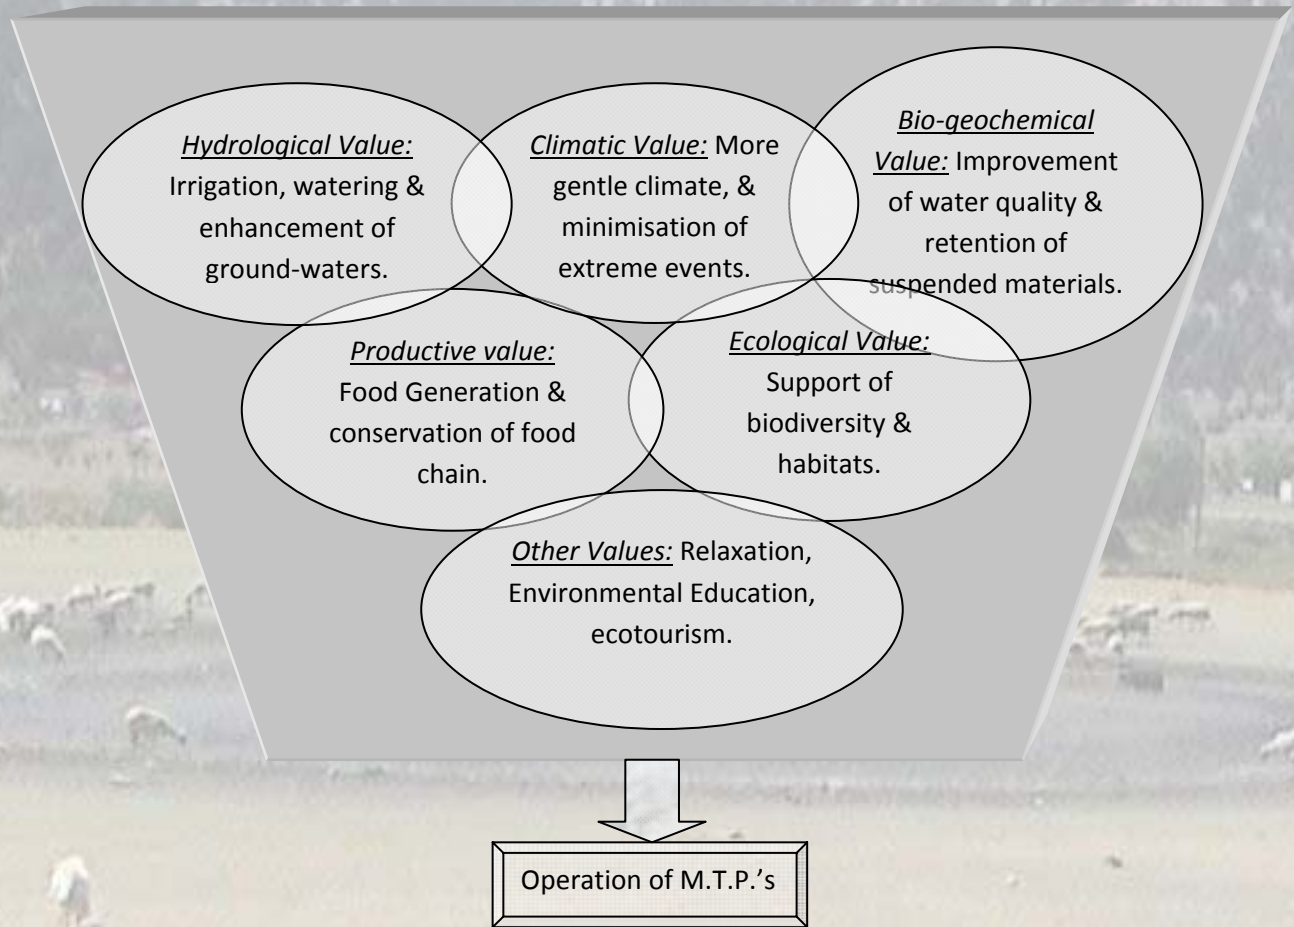 Hydrological Value:
Irrigation, watering &
enhancement of
ground-waters.
Climatic Value: More
gentle climate, &
minimisation of
extreme events.
Bio-geochemical
Value: Improvement
of water quality &
retention of
suspended materials.
Productive value:
Food Generation &
conservation of food
chain.
Ecological Value:
Support of
biodiversity &
habitats.
Other Values: Relaxation,
Environmental Education,
ecotourism.
Operation of M.T.P.'s